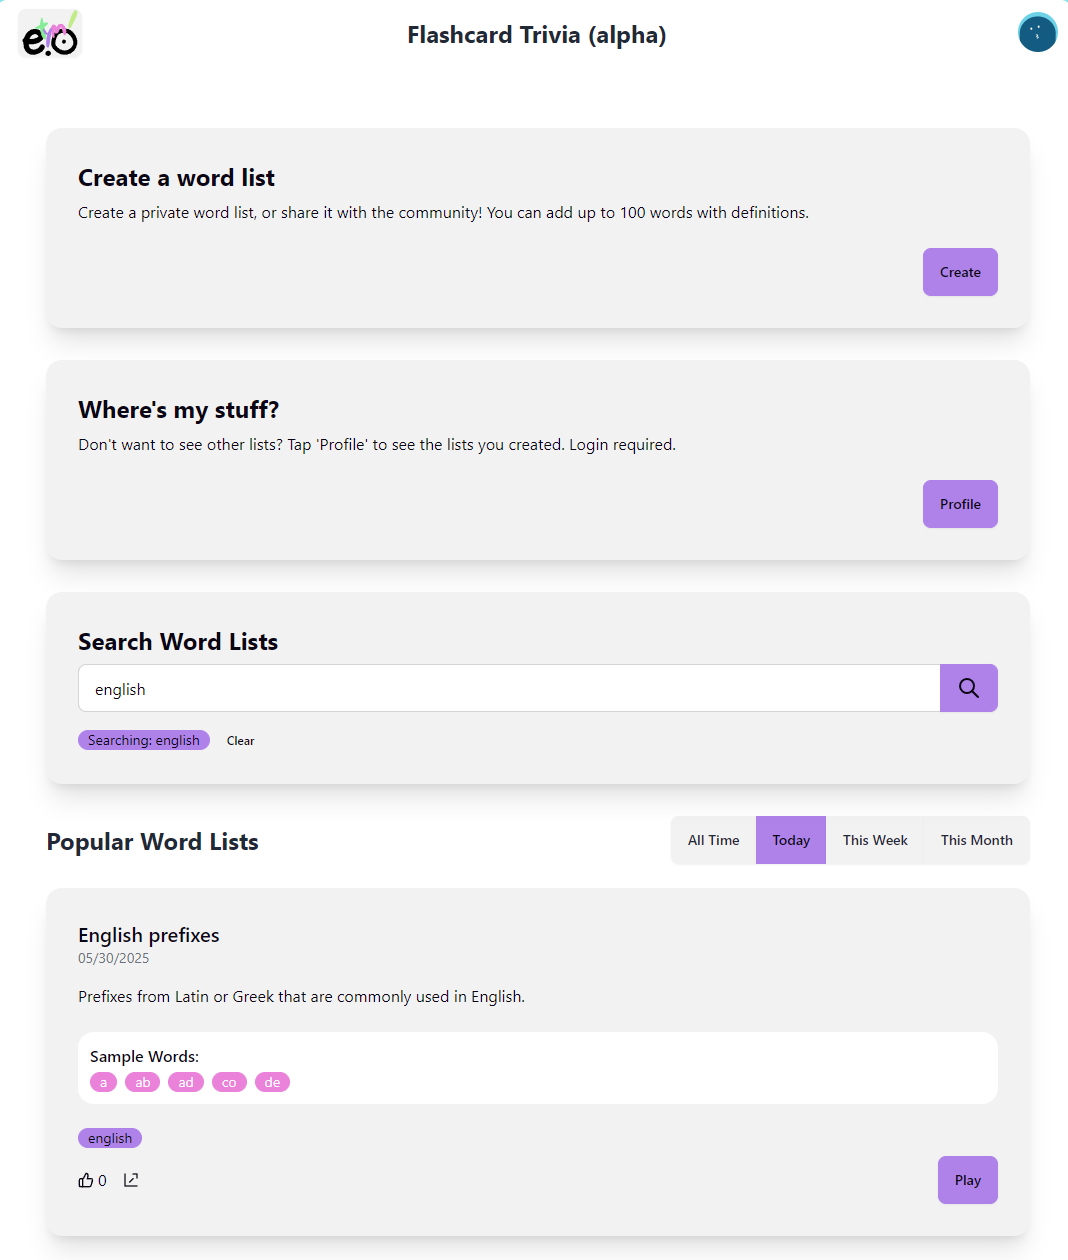 Flashcard Trivia (alpha)
Create a word list
Create a private word list, or share it with the community! You can add up to 100 words with definitions.
Create
Where's my stuff?
Don't want to see other lists? Tap 'Profile' to see the lists you created. Login required.
Profile
Search Word Lists
english
Searching: english Clear
Popular Word Lists All Time Today This Week This Month
English prefixes
05/30/2025
Prefixes from Latin or Greek that are commonly used in English.
Sample Words:
a ab ad co de
english
0 Play